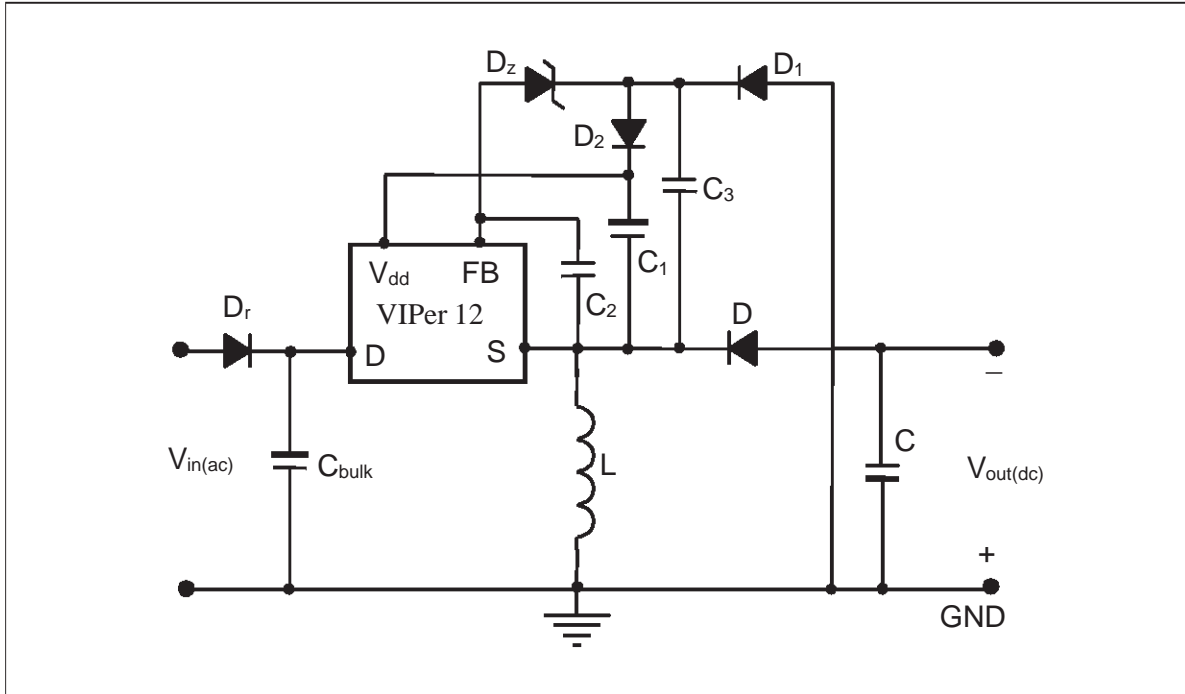 Dz
D1
D2
C3
C1
Vdd
FB
C2
VIPer 12
Dr
D
D
S
Vin(ac)
Cbulk
L
C
Vout(dc)
–
+
GND